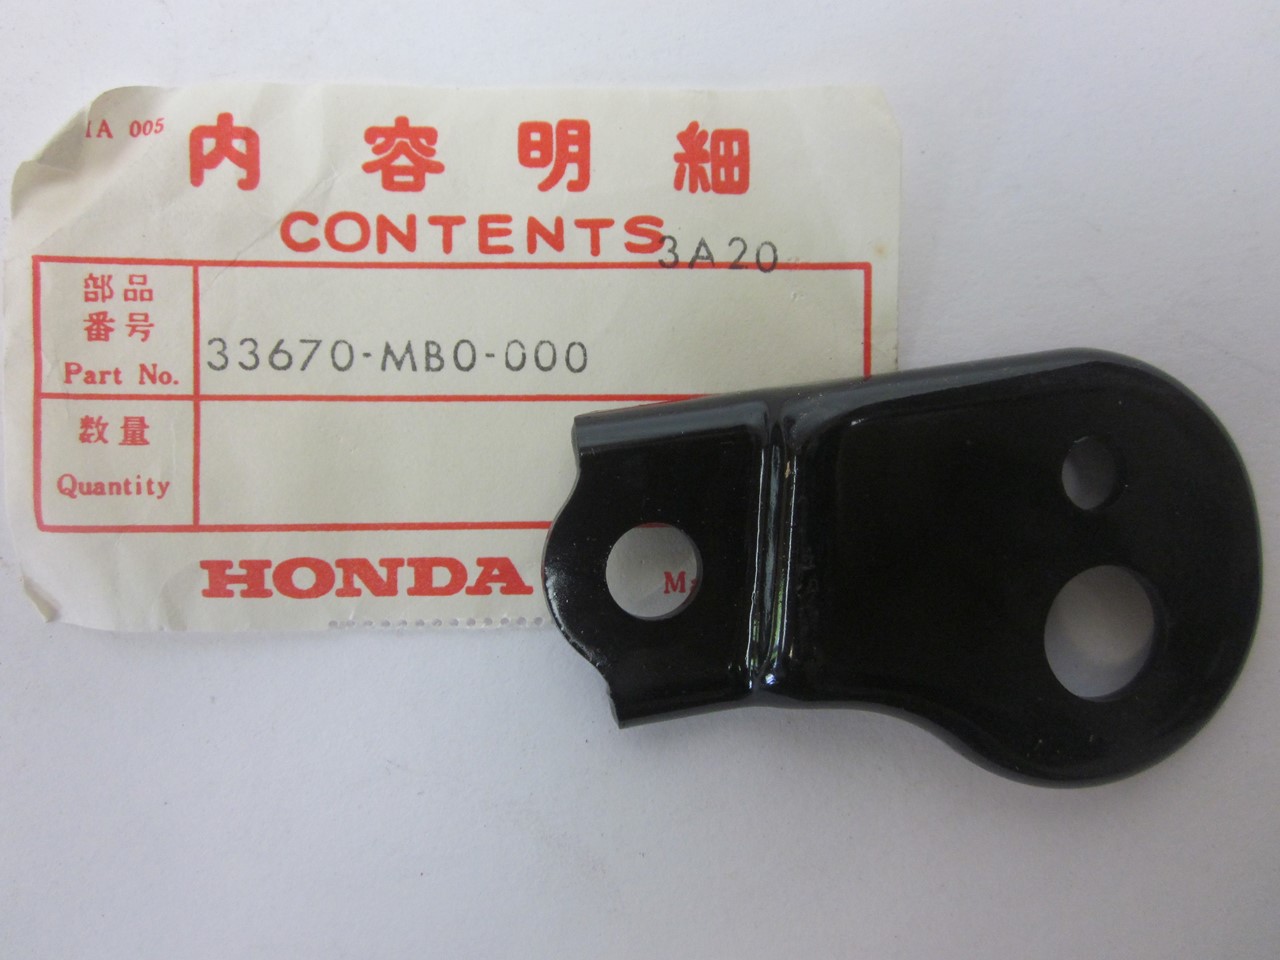 IA 005
内容明細
CONTENTS
3A20
部品
番号
Part No.
33670-MB0-000
数量
Quantity
HONDA